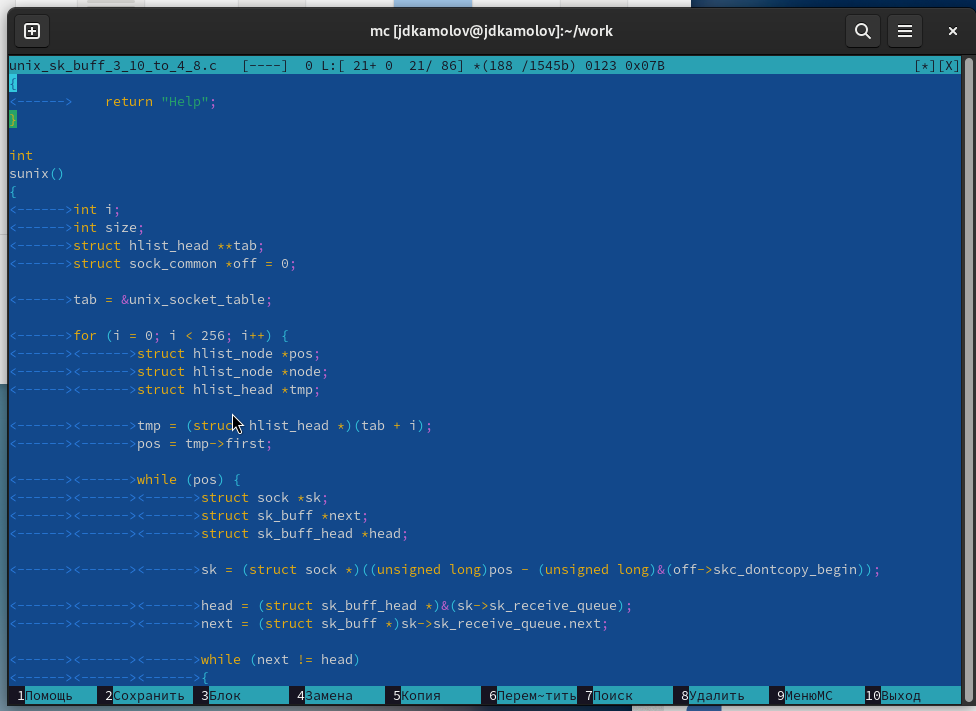 mc [jdkamolov@jdkamolov]:~/work
unix_sk_buff_3_10_to_4_8.c   [----]  0 L:[ 21+ 0  21/ 86] *(188 /1545b) 0123 0x07B   [*][X]
{
<------>    return "Help";
}
int
sunix()
{
<------>int i;
<------>int size;
<------>struct hlist_head **tab;
<------>struct sock_common *off = 0;
<------>tab = &unix_socket_table;
<------>for (i = 0; i < 256; i++) {
<------><------>struct hlist_node *pos;
<------><------>struct hlist_node *node;
<------><------>struct hlist_head *tmp;
<------><------>tmp = (struct hlist_head *)(tab + i);
<------><------>pos = tmp->first;
<------><------>while (pos) {
<------><------><------>struct sock *sk;
<------><------><------>struct sk_buff *next;
<------><------><------>struct sk_buff_head *head;
<------><------><------>sk = (struct sock *)((unsigned long)pos - (unsigned long)&(off->skc_dontcopy_begin));
<------><------><------>head = (struct sk_buff_head *)&(sk->sk_receive_queue);
<------><------><------>next = (struct sk_buff *)sk->sk_receive_queue.next;
<------><------><------>while (next != head)
<------><------><------>{
1Помощь 2Сохранить 3Блок 4Замена 5Копия 6Перем~тить 7Поиск 8Удалить 9МенюMC 10Выход